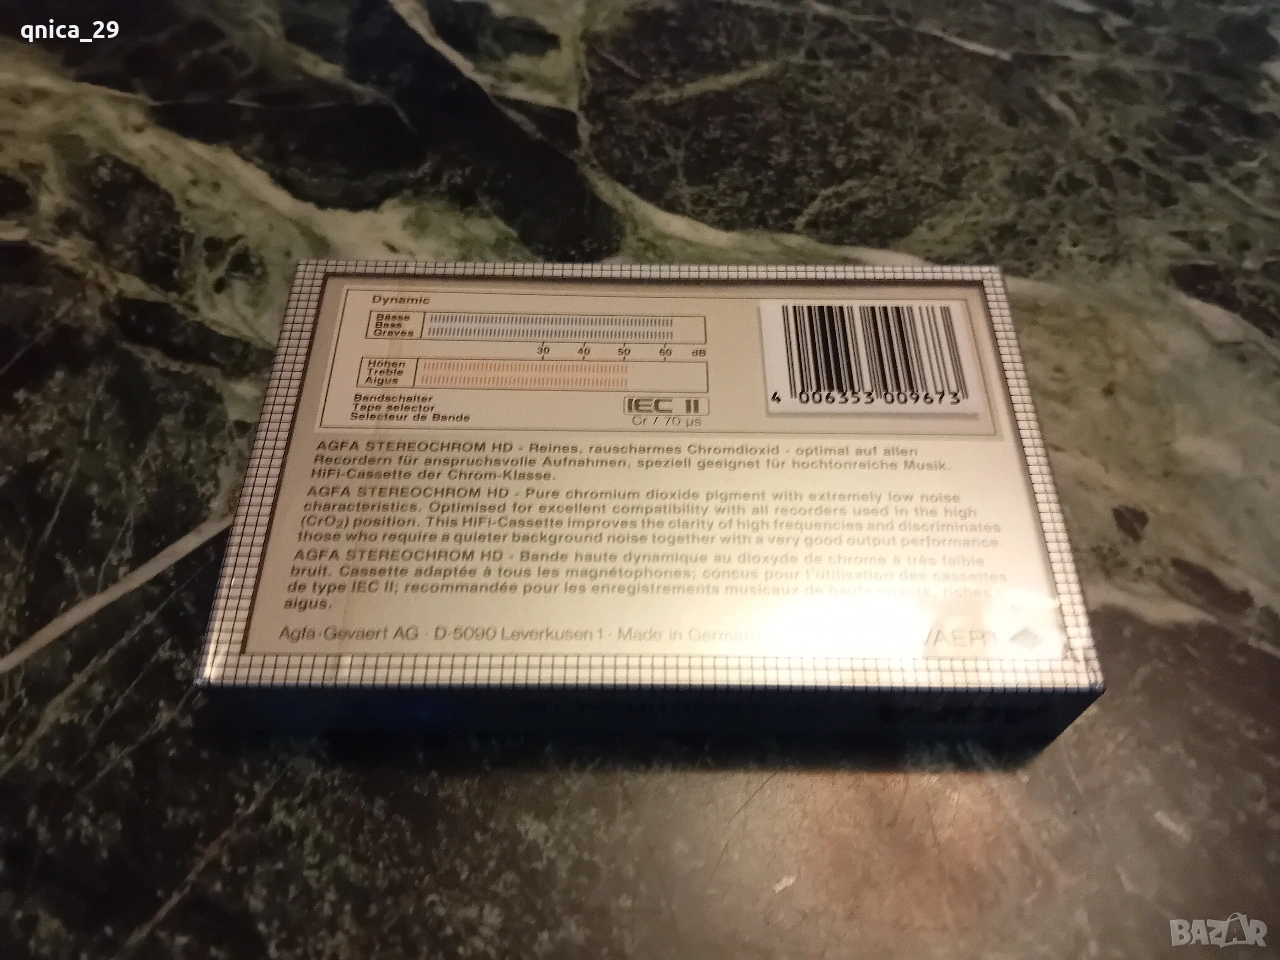 qnica_29
Dynamic
Bässe
Bass
Graves
30 40 50 60 dB
Höhen
Treble
Aigus
Bandschalter
Tape selector
Selecteur de Bande
IEC II
Cr / 70 µs
4 006353 009673
AGFA STEREOCHROM HD - Reines, rauscharmes Chromdioxid - optimal auf allen
Recordern für anspruchsvolle Aufnahmen, speziell geeignet für hochtonreiche Musik.
HiFi-Cassette der Chrom-Klasse.
AGFA STEREOCHROM HD - Pure chromium dioxide pigment with extremely low noise
characteristics. Optimised for excellent compatibility with all recorders used in the high
(CrO2) position. This HiFi-Cassette improves the clarity of high frequencies and discriminates
those who require a quieter background noise together with a very good output performance.
AGFA STEREOCHROM HD - Bande haute dynamique au dioxyde de chrome à très faible
bruit. Cassette adaptée à tous les magnétophones; concus pour l'utilisation des cassettes
de type IEC II; recommandée pour les enregistrements musicaux de haute qualité, riches
aigus.
Agfa-Gevaert AG · D-5090 Leverkusen 1 · Made in Germany
AGFA
BAZAR